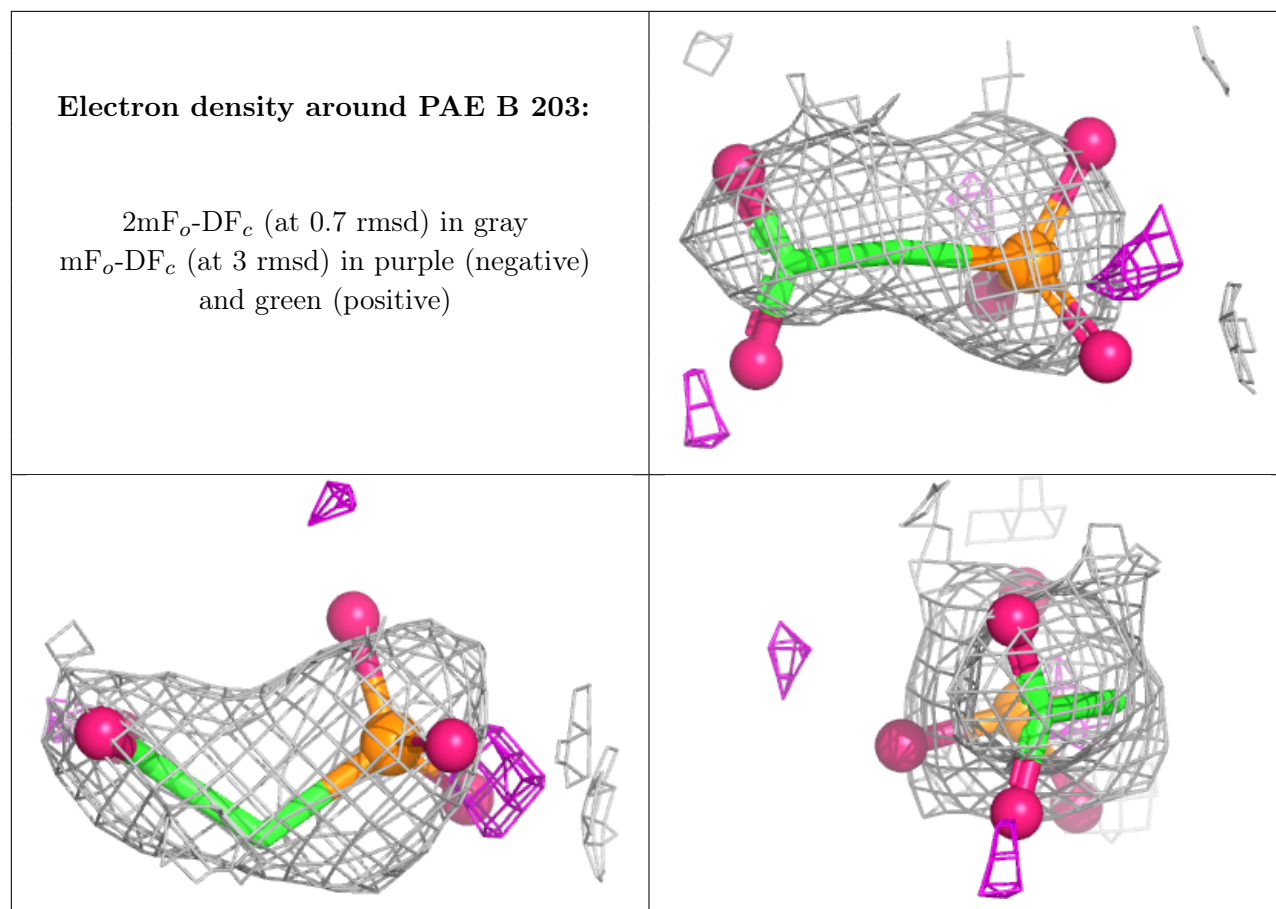 Electron density around PAE B 203:
2mFo-DFc (at 0.7 rmsd) in gray
mFo-DFc (at 3 rmsd) in purple (negative)
and green (positive)